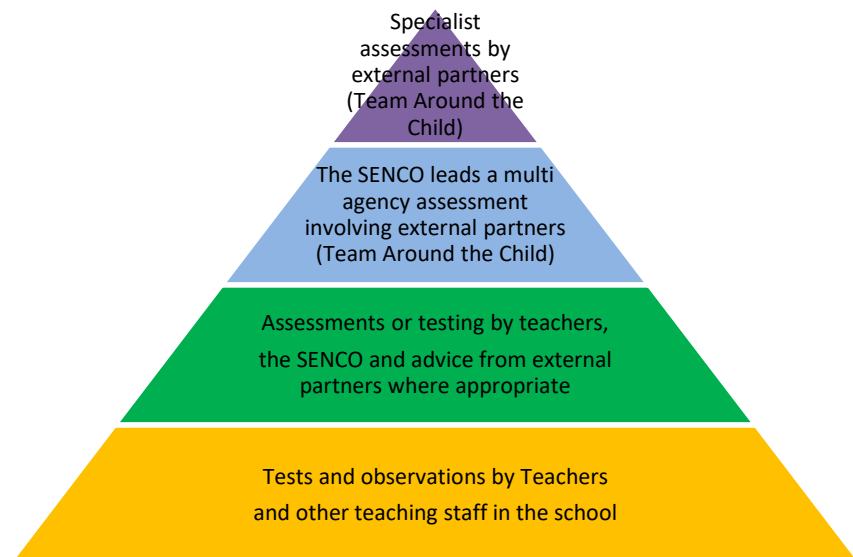 Specialist
assessments by
external partners
(Team Around the
Child)
The SENCO leads a multi
agency assessment
involving external partners
(Team Around the Child)
Assessments or testing by teachers,
the SENCO and advice from external
partners where appropriate
Tests and observations by Teachers
and other teaching staff in the school